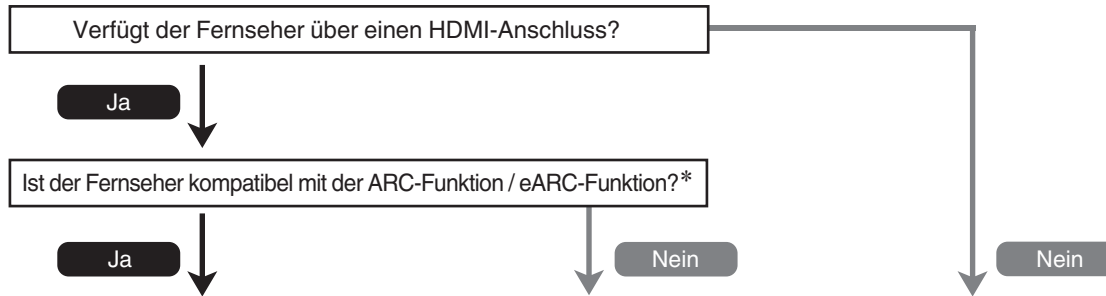 Verfügt der Fernseher über einen HDMI-Anschluss?
Ja
Ist der Fernseher kompatibel mit der ARC-Funktion / eARC-Funktion?*
Ja
Nein
Nein